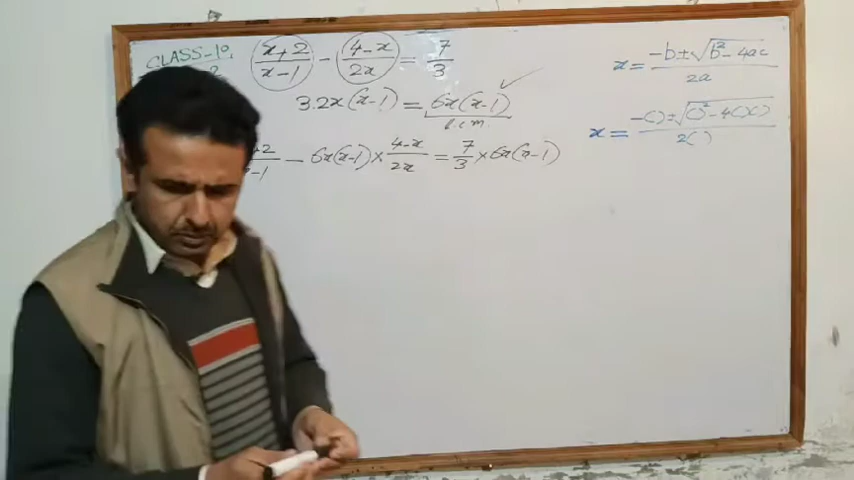 CLASS-10
x+2/x-1 - 4-x/2x = 7/3
3.2x(x-1) = 6x(x-1)
l.c.m.
- 6x(x-1)×4-x/2x = 7/3×6x(x-1)
x = -b±√b²-4ac/2a
x = -()±√()²-4()()/2()